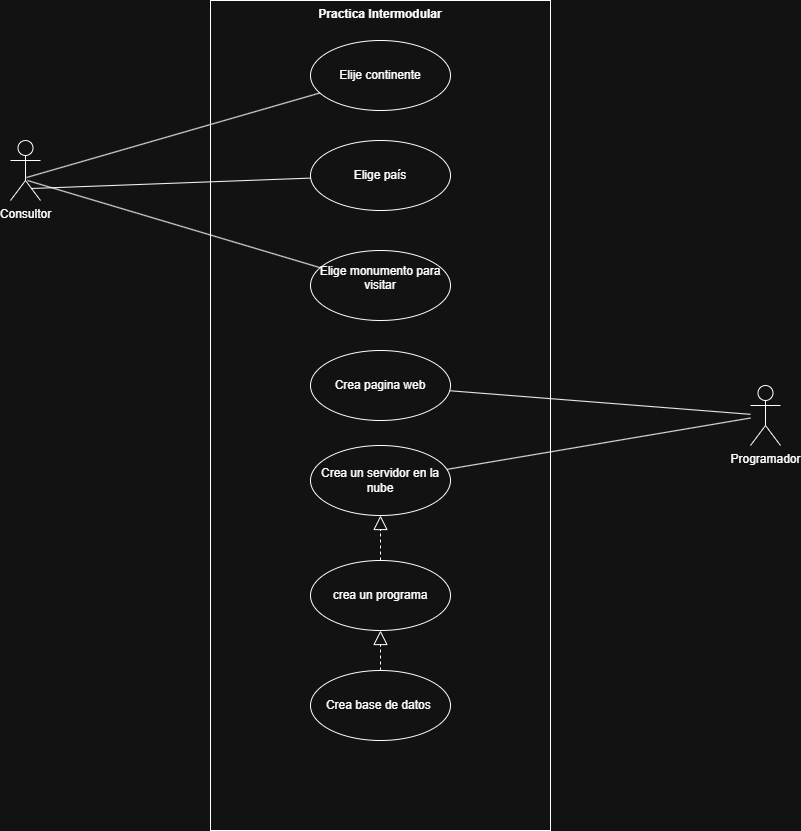 Practica Intermodular
Elije continente
Elige país
Consultor
Elige monumento para
visitar
Crea pagina web
Programador
Crea un servidor en la
nube
crea un programa
Crea base de datos